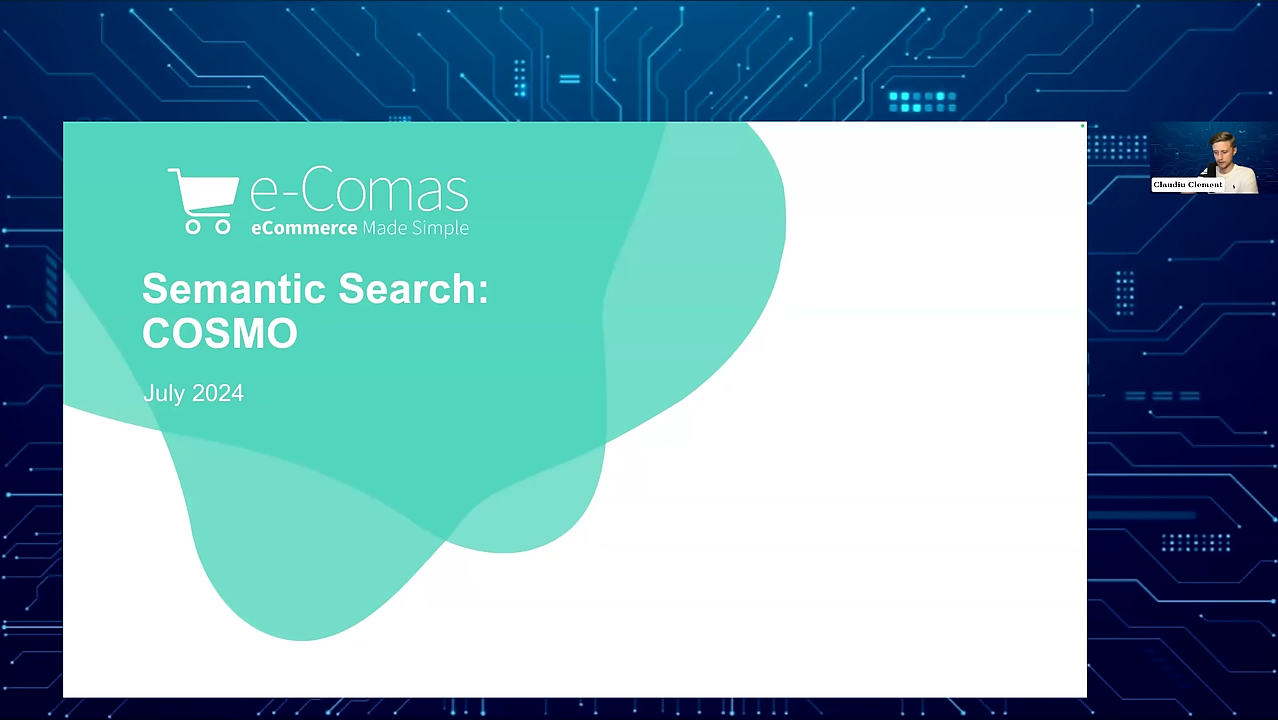 e-Comas
eCommerce Made Simple
Semantic Search:
COSMO
July 2024
Claudiu Clement